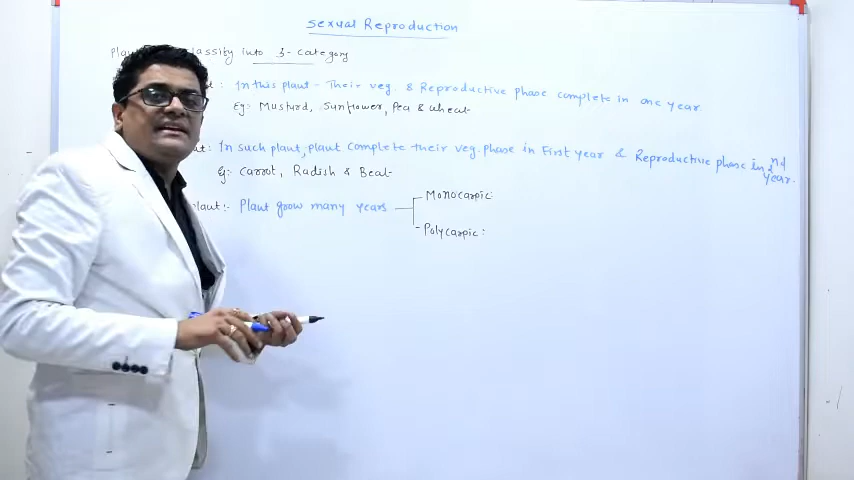 Sexual Reproduction
classify into 3- Category
: In this plant - Their veg. & Reproductive phase complete in one year
Eg:- Musturd, Sunflower, Pea & wheat
: In such plant, plant complete their veg. phase in First year & Reproductive phase in 2nd year.
Eg:- Carrot, Radish & Beat
Plant grow many years
Monocarpic:
Polycarpic: